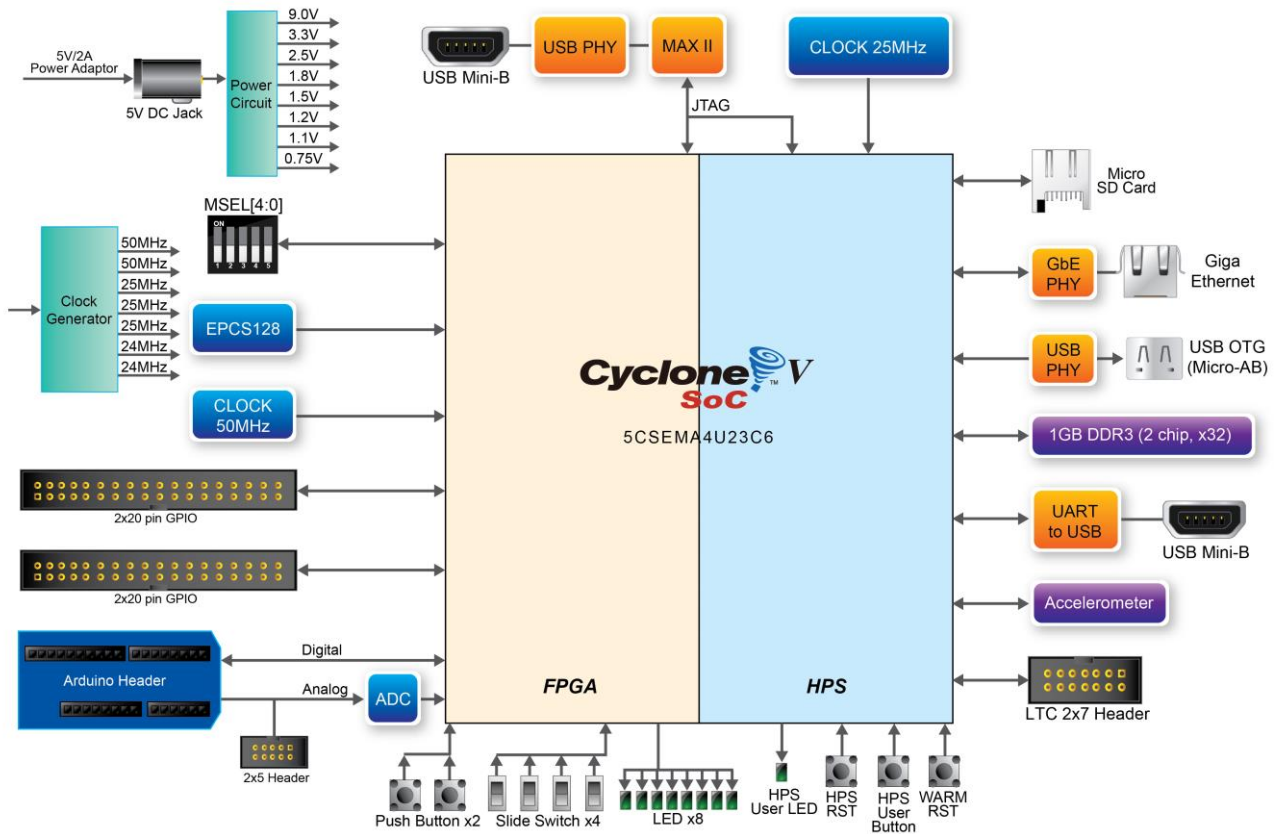 5V/2A
Power Adaptor
5V DC Jack
Power
Circuit
9.0V
3.3V
2.5V
1.8V
1.5V
1.2V
1.1V
0.75V
USB Mini-B
USB PHY
MAX II
CLOCK 25MHz
JTAG
MSEL[4:0]
ON
1 2 3 4 5
Clock
Generator
50MHz
50MHz
25MHz
25MHz
25MHz
24MHz
24MHz
EPCS128
CLOCK
50MHz
2x20 pin GPIO
2x20 pin GPIO
Arduino Header
Digital
Analog
ADC
2x5 Header
Cyclone V
TM
SoC
5CSEMA4U23C6
FPGA
HPS
Micro
SD Card
GbE
PHY
Giga
Ethernet
USB
PHY
USB OTG
(Micro-AB)
1GB DDR3 (2 chip, x32)
UART
to USB
USB Mini-B
Accelerometer
LTC 2x7 Header
Push Button x2
Slide Switch x4
LED x8
HPS
User LED
HPS
RST
HPS
User
Button
WARM
RST